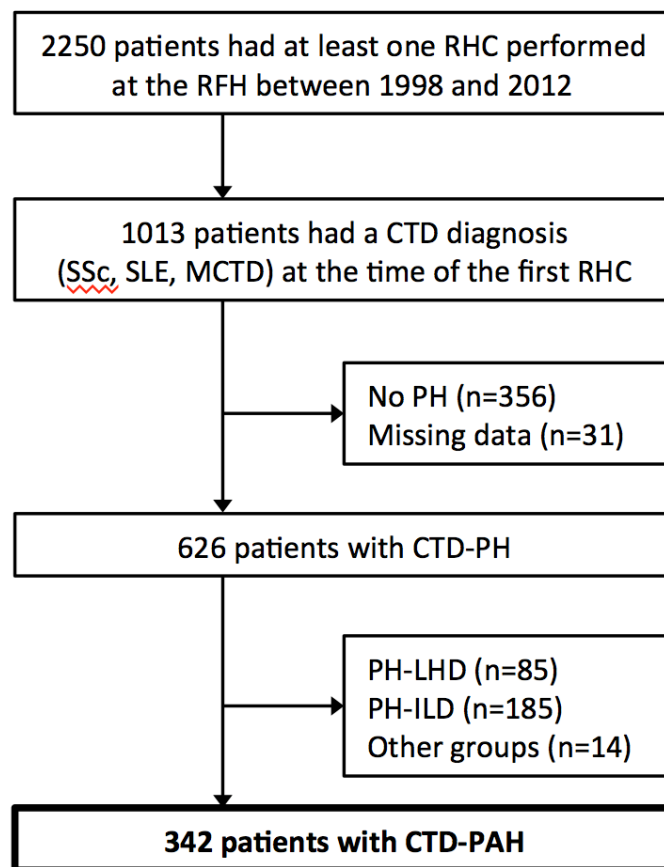 2250 patients had at least one RHC performed
at the RFH between 1998 and 2012
1013 patients had a CTD diagnosis
(SSc, SLE, MCTD) at the time of the first RHC
No PH (n=356)
Missing data (n=31)
626 patients with CTD-PH
PH-LHD (n=85)
PH-ILD (n=185)
Other groups (n=14)
342 patients with CTD-PAH